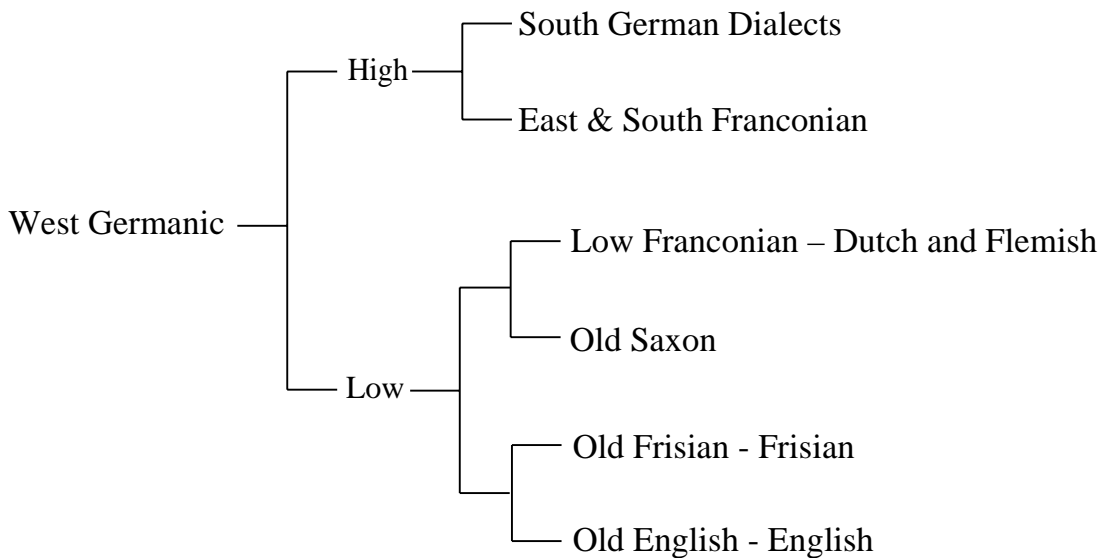 South German Dialects
High
East & South Franconian
West Germanic
Low Franconian – Dutch and Flemish
Old Saxon
Low
Old Frisian - Frisian
Old English - English